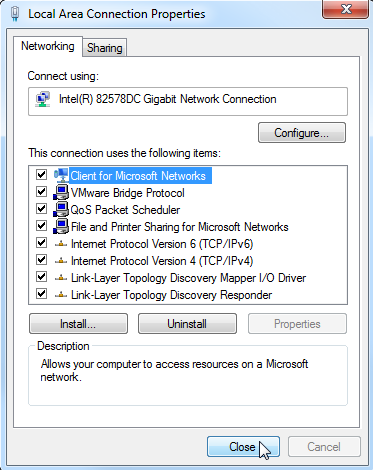 Local Area Connection Properties
Networking
Sharing
Connect using:
Intel(R) 82578DC Gigabit Network Connection
Configure...
This connection uses the following items:
Client for Microsoft Networks
VMware Bridge Protocol
QoS Packet Scheduler
File and Printer Sharing for Microsoft Networks
Internet Protocol Version 6 (TCP/IPv6)
Internet Protocol Version 4 (TCP/IPv4)
Link-Layer Topology Discovery Mapper I/O Driver
Link-Layer Topology Discovery Responder
Install...
Uninstall
Properties
Description
Allows your computer to access resources on a Microsoft
network.
Close
Cancel